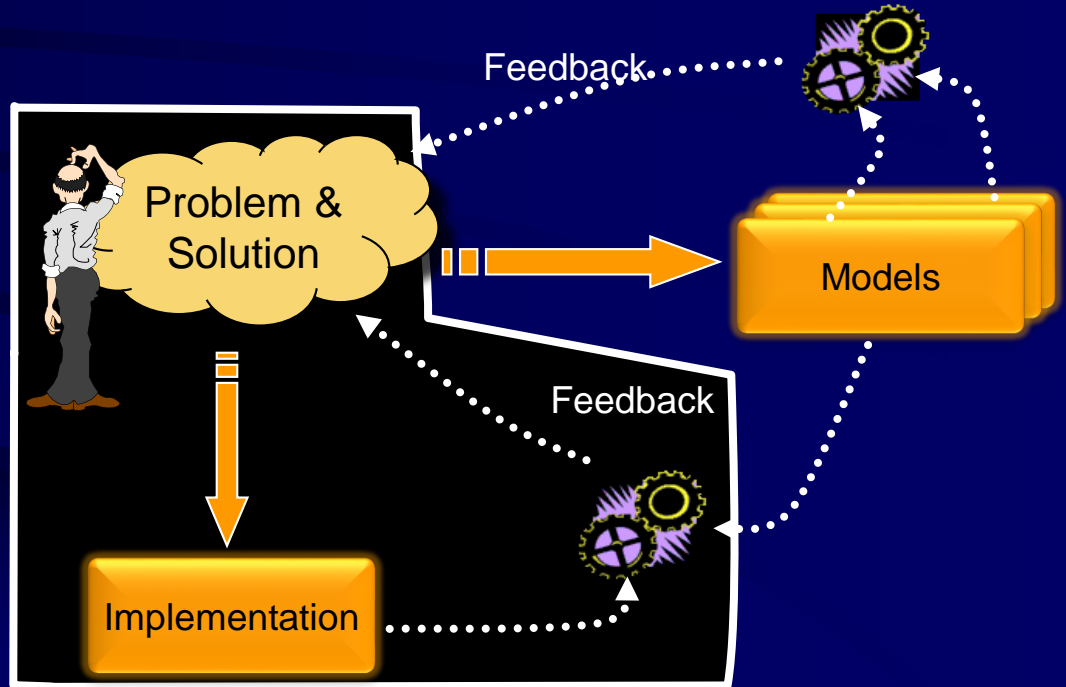 Feedback
Problem &
Solution
Models
Feedback
Implementation